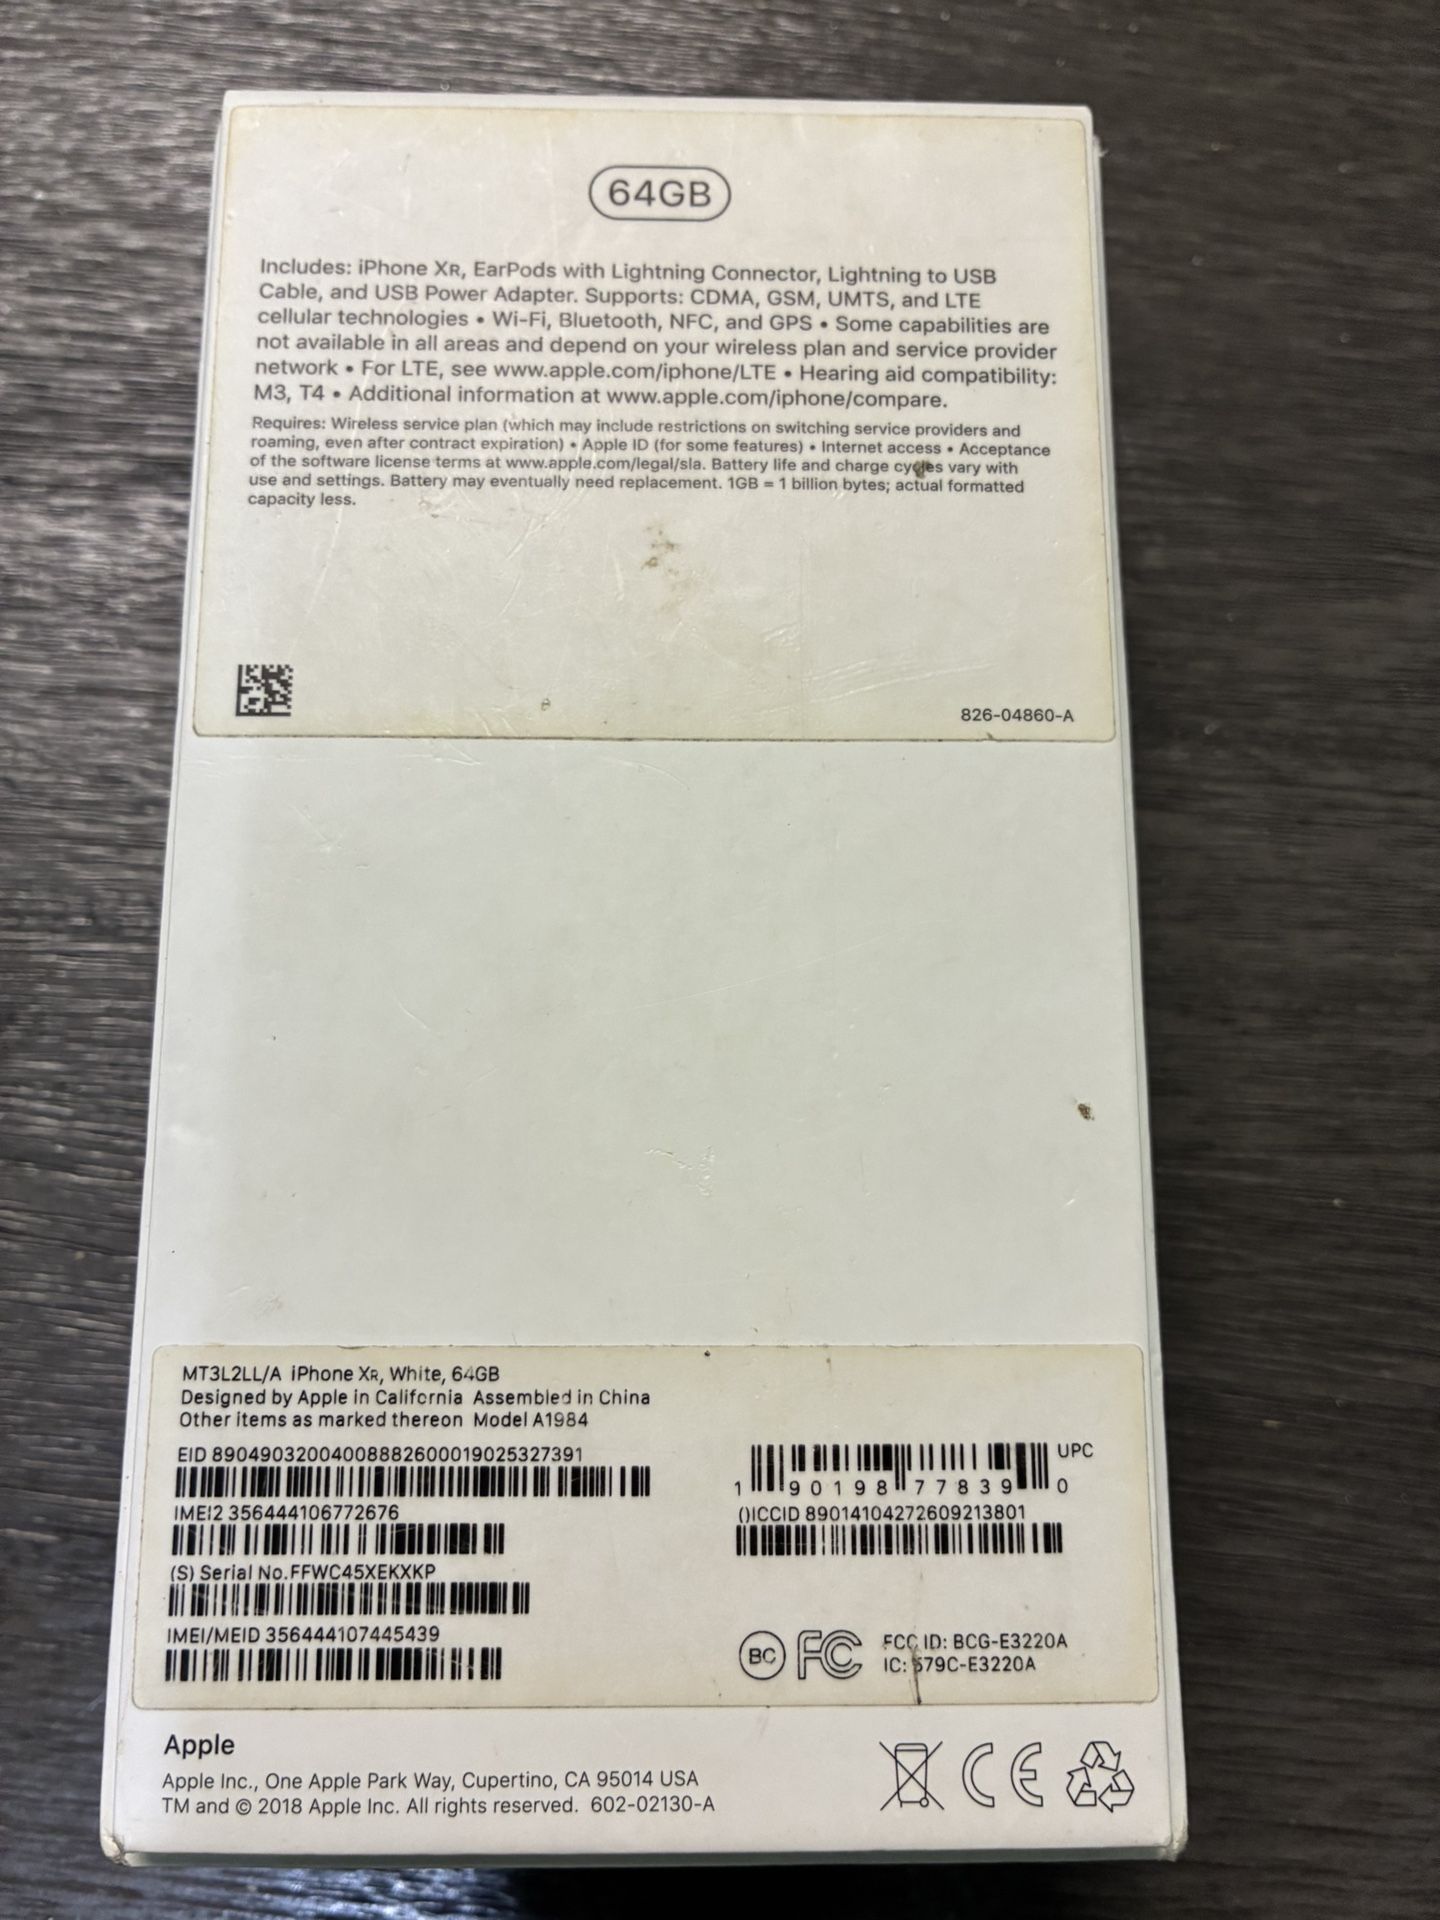 64GB
Includes: iPhone XR, EarPods with Lightning Connector, Lightning to USB
Cable, and USB Power Adapter. Supports: CDMA, GSM, UMTS, and LTE
cellular technologies • Wi-Fi, Bluetooth, NFC, and GPS • Some capabilities are
not available in all areas and depend on your wireless plan and service provider
network • For LTE, see www.apple.com/iphone/LTE • Hearing aid compatibility:
M3, T4 • Additional information at www.apple.com/iphone/compare.
Requires: Wireless service plan (which may include restrictions on switching service providers and
roaming, even after contract expiration) • Apple ID (for some features) • Internet access • Acceptance
of the software license terms at www.apple.com/legal/sla. Battery life and charge cycles vary with
use and settings. Battery may eventually need replacement. 1GB = 1 billion bytes; actual formatted
capacity less.
826-04860-A
MT3L2LL/A iPhone XR, White, 64GB
Designed by Apple in California Assembled in China
Other items as marked thereon Model A1984
EID 89049032004008882600019025327391
IMEI2 356444106772676
(S) Serial No.FFWC45XEKXKP
IMEI/MEID 356444107445439
UPC
1 90198 77839 0
()ICCID 89014104272609213801
BC FC FCC ID: BCG-E3220A
IC: 579C-E3220A
Apple
Apple Inc., One Apple Park Way, Cupertino, CA 95014 USA
TM and © 2018 Apple Inc. All rights reserved. 602-02130-A
CE